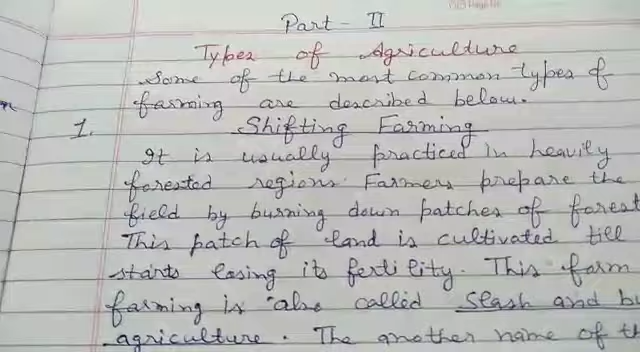 Part - II
Types of Agriculture
Some of the most common types of
farming are described below.
1. Shifting Farming
It is usually practiced in heavily
forested regions. Farmers prepare the
field by burning down patches of forest
This patch of land is cultivated till
starts losing its fertility. This farm
farming is also called Slash and bu
agriculture. The another name of th